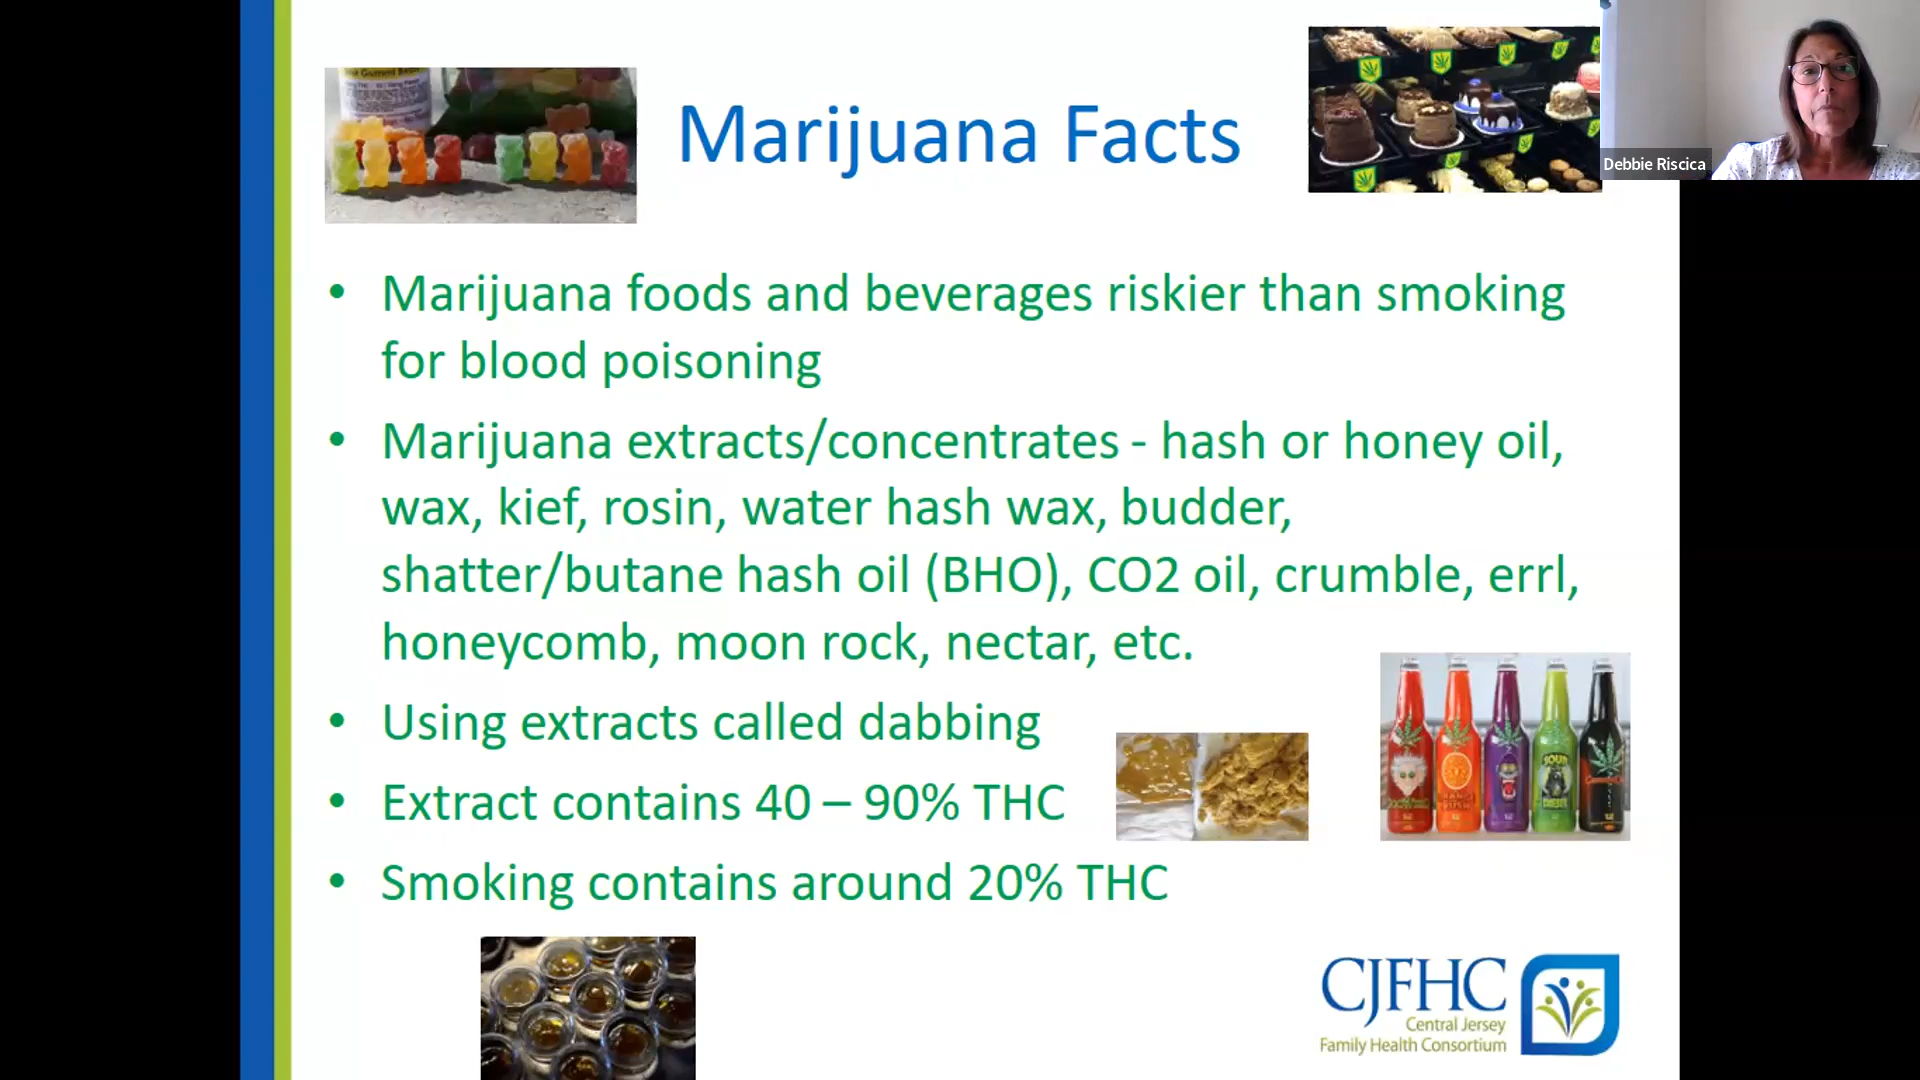 Marijuana Facts
Debbie Riscica
• Marijuana foods and beverages riskier than smoking
for blood poisoning
• Marijuana extracts/concentrates - hash or honey oil,
wax, kief, rosin, water hash wax, budder,
shatter/butane hash oil (BHO), CO2 oil, crumble, errl,
honeycomb, moon rock, nectar, etc.
• Using extracts called dabbing
• Extract contains 40 – 90% THC
• Smoking contains around 20% THC
SOUR
CJFHC
Central Jersey
Family Health Consortium